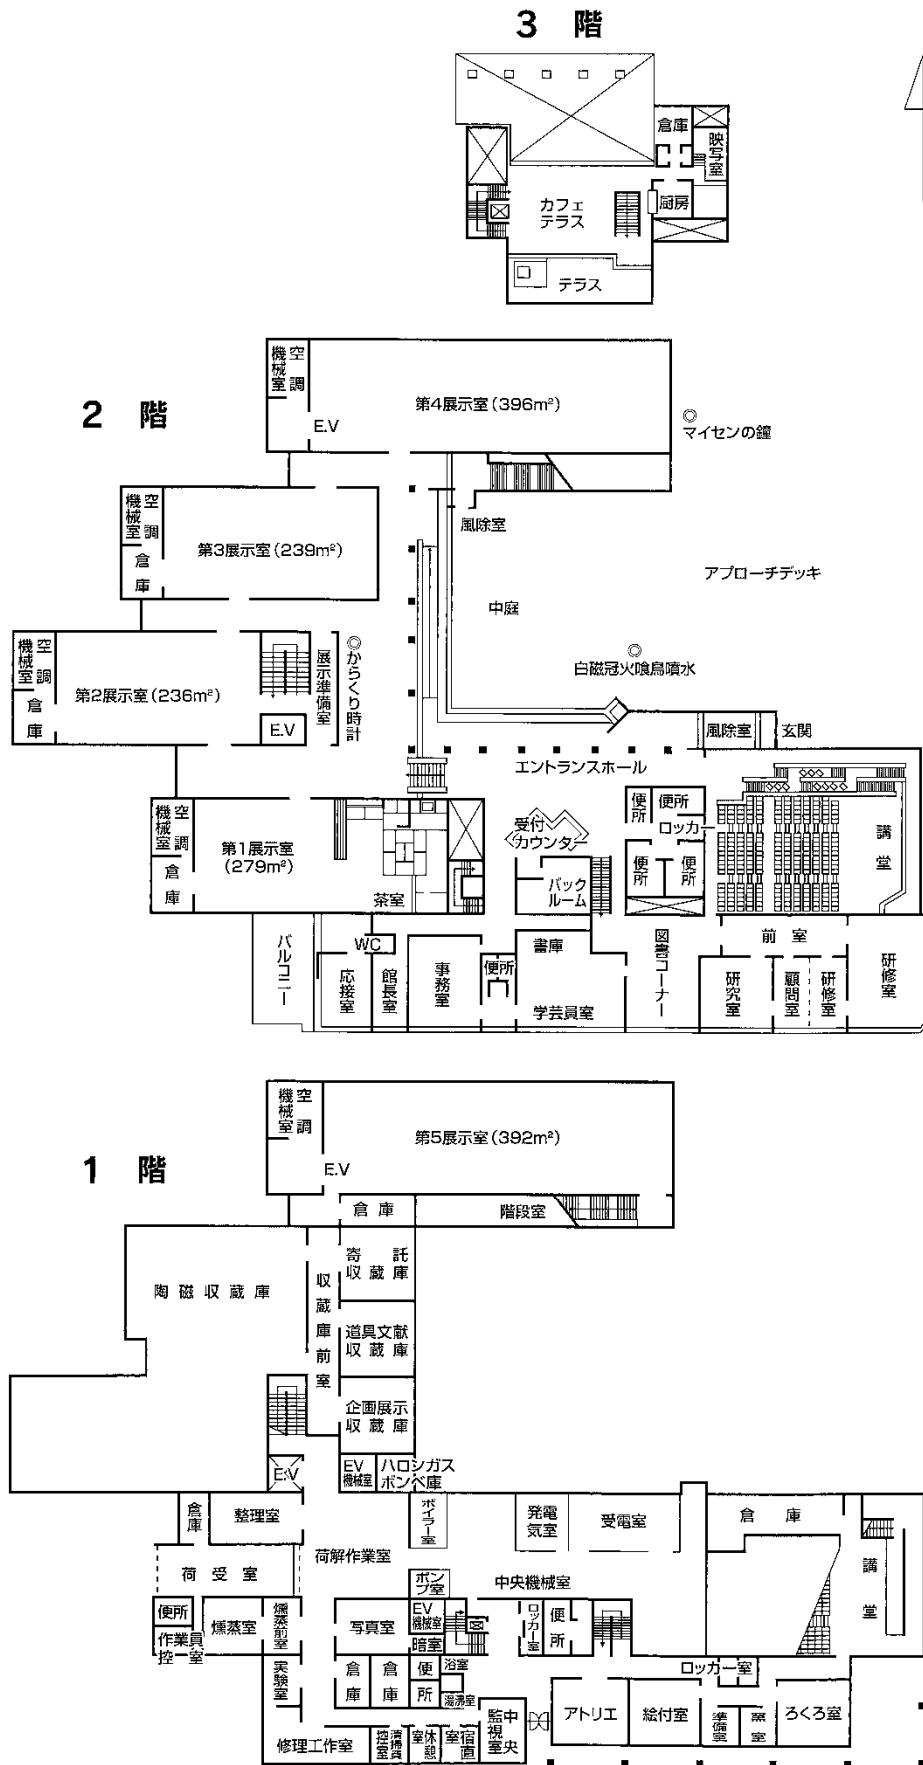 3 階
倉庫
映写室
カフェ
テラス
厨房
テラス
2 階
空調
機械室
第4展示室(396m²)
E.V
マイセンの鐘
空調
機械室
倉庫
第3展示室(239m²)
風除室
アプローチデッキ
中庭
空調
機械室
倉庫
第2展示室(236m²)
E.V
展示準備室
からくり時計
白磁冠火喰鳥噴水
風除室
玄関
エントランスホール
空調
機械室
倉庫
第1展示室
(279m²)
茶室
受付
カウンター
バック
ルーム
便所
便所
ロッカー
便所
便所
講堂
バルコニー
WC
応接室
館長室
事務室
便所
書庫
学芸員室
図書コーナー
前室
研究室
顧問室
研修室
研修室
1 階
空調
機械室
第5展示室(392m²)
E.V
倉庫
階段室
陶磁収蔵庫
収蔵庫前室
寄託
収蔵庫
道具文献
収蔵庫
企画展示
収蔵庫
E.V
EV
機械室
ハロンガス
ボンベ庫
倉庫
整理室
ボイラー室
発電
気室
受電室
倉庫
荷受室
荷解作業室
ポン
プ室
中央機械室
講堂
便所
作業員
控室
燻蒸室
燻蒸前室
写真室
EV
機械室
暗室
ロッカー室
便所
実験室
倉庫
倉庫
便所
浴室
湯沸室
ロッカー室
修理工作室
清掃員
控室
休憩
室
宿直
室
中央
監視室
アトリエ
絵付室
準備室
窯室
ろくろ室